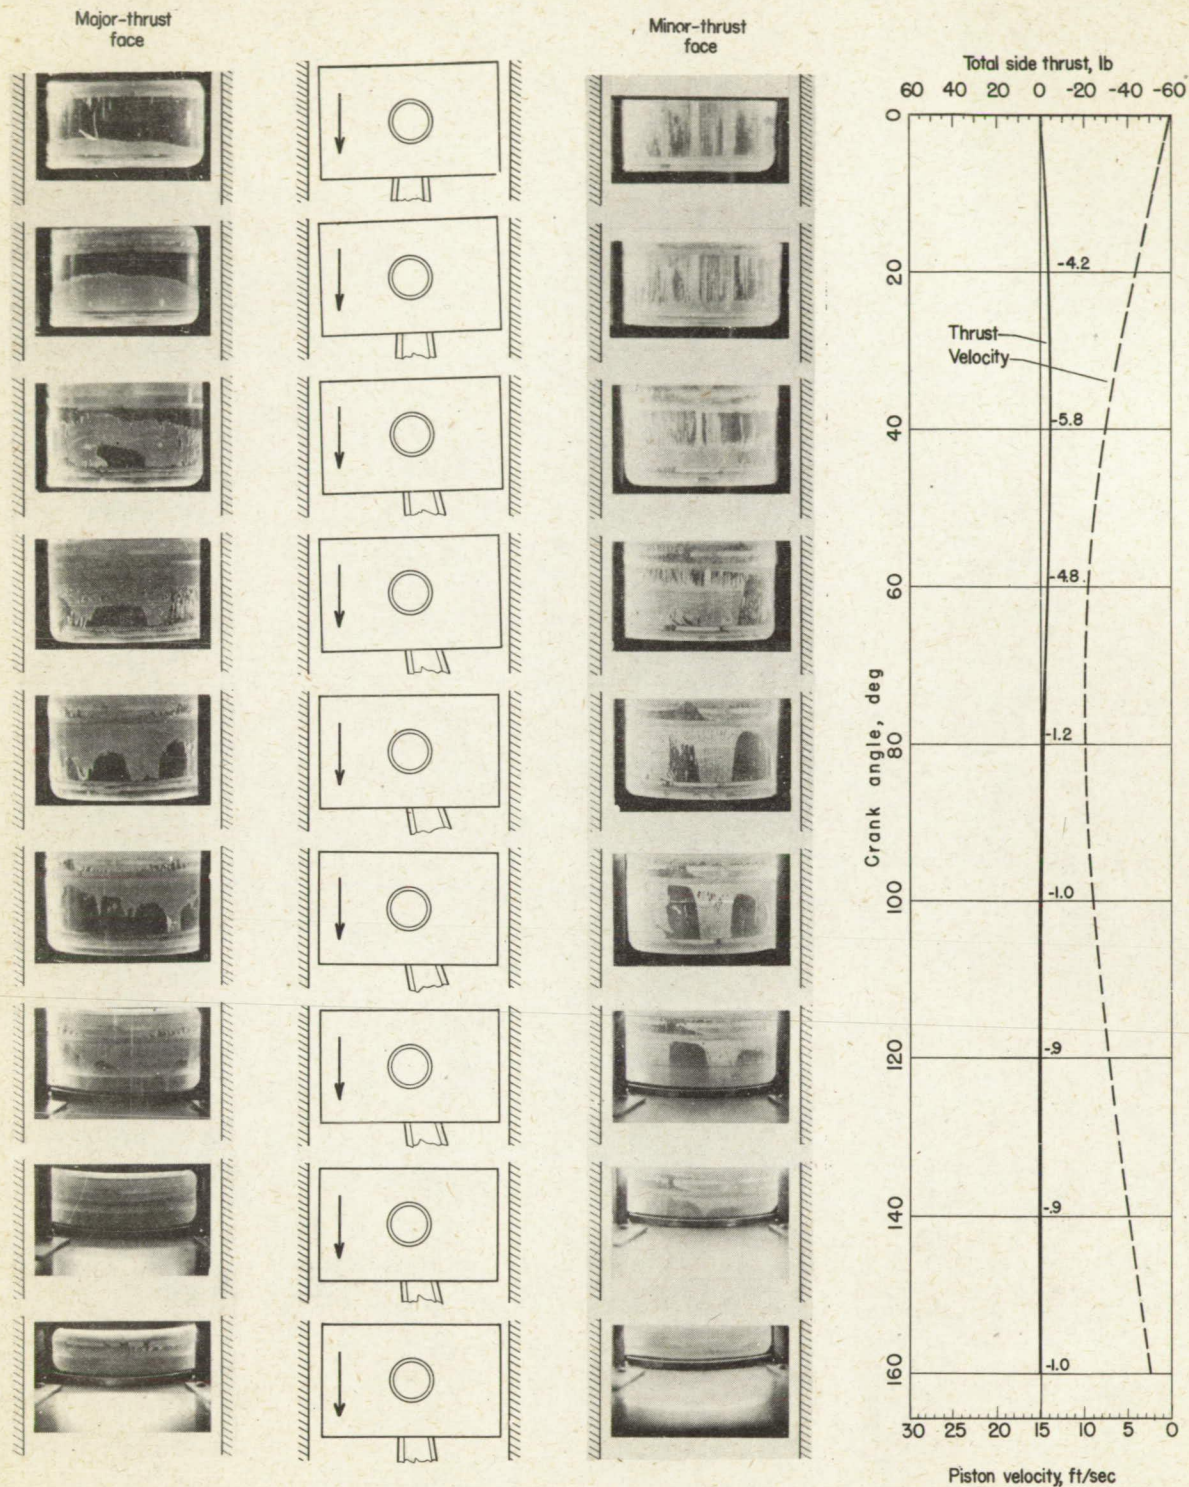 Major-thrust
face
Minor-thrust
face
Total side thrust, lb
60 40 20 0 -20 -40 -60
0
-4.2
20
Thrust
Velocity
-5.8
40
-4.8
60
Crank angle, deg
-1.2
80
-1.0
100
-.9
120
-.9
140
-1.0
160
30 25 20 15 10 5 0
Piston velocity, ft/sec